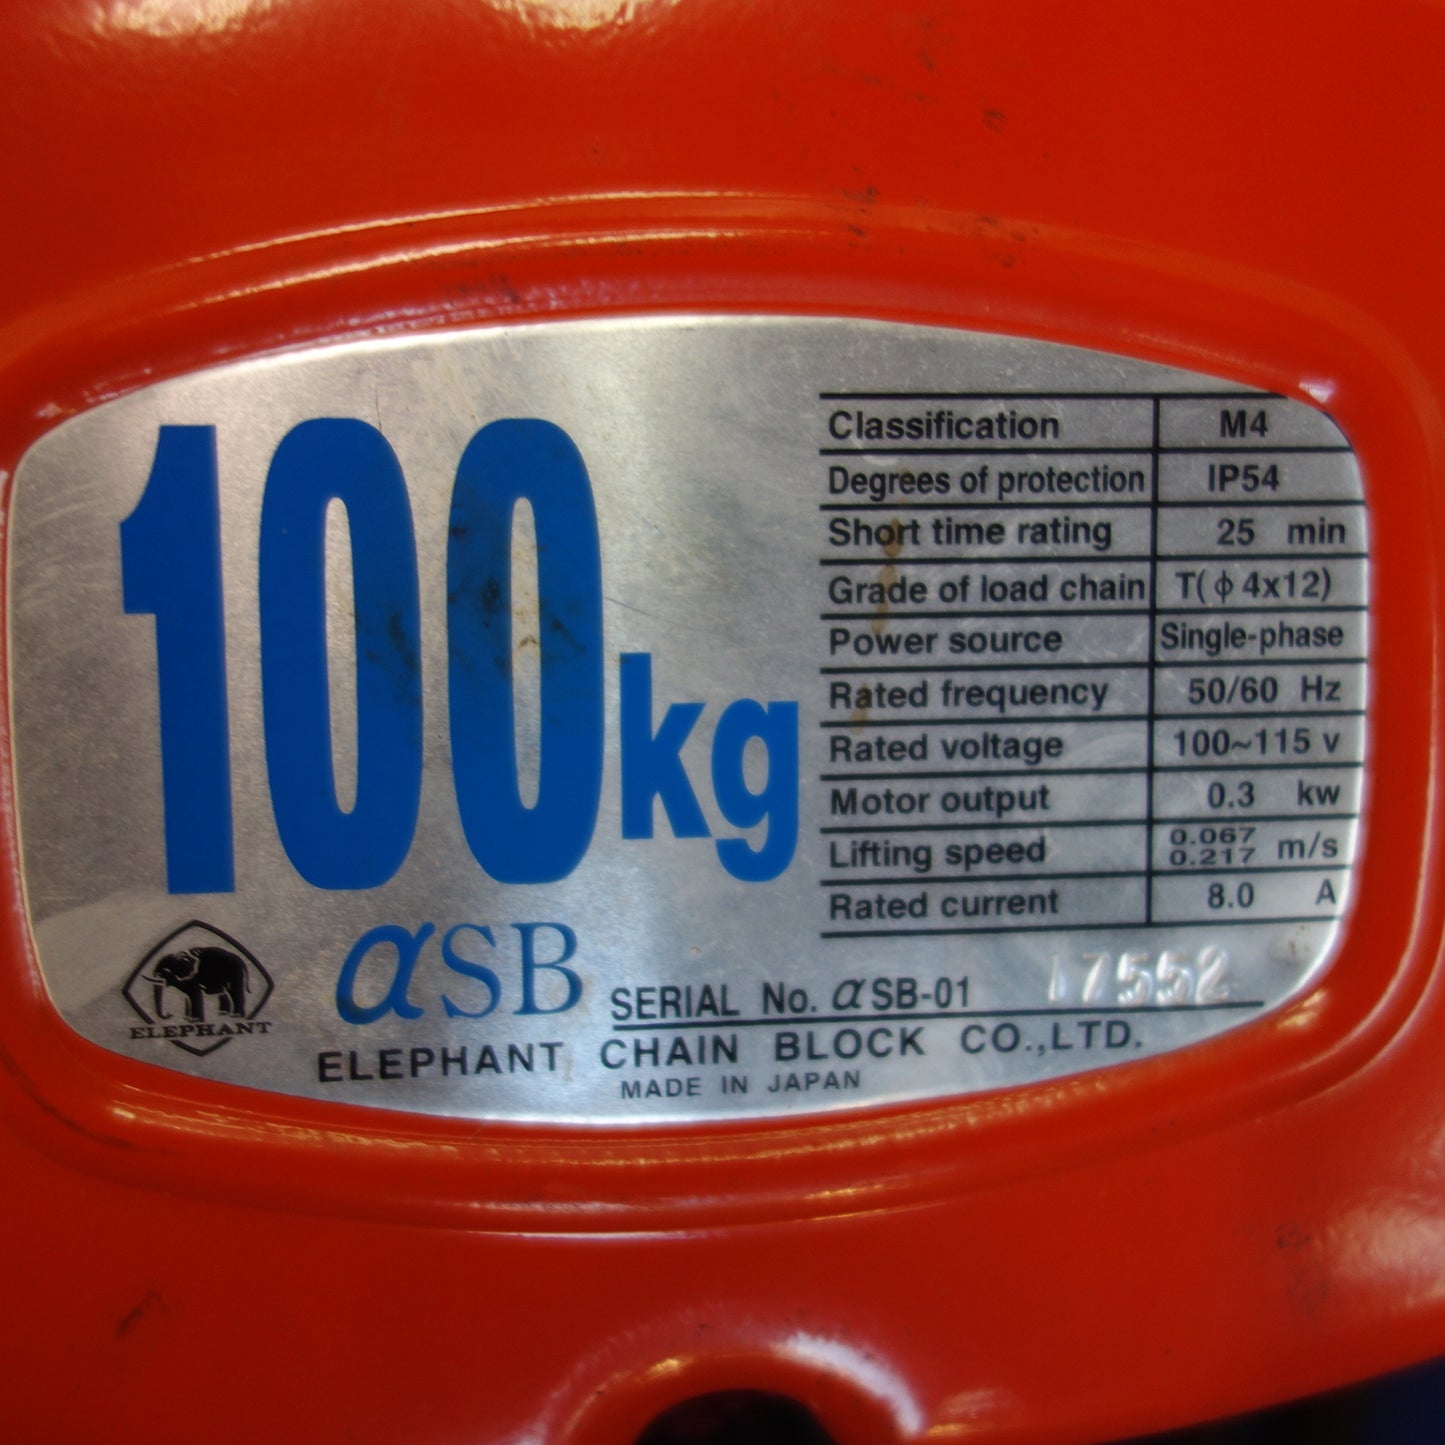 100kg
Classification M4
Degrees of protection IP54
Short time rating 25 min
Grade of load chain T(φ4x12)
Power source Single-phase
Rated frequency 50/60 Hz
Rated voltage 100~115 v
Motor output 0.3 kw
Lifting speed 0.067 0.217 m/s
Rated current 8.0 A
αSB
ELEPHANT
SERIAL No. αSB-01 17552
ELEPHANT CHAIN BLOCK CO.,LTD.
MADE IN JAPAN